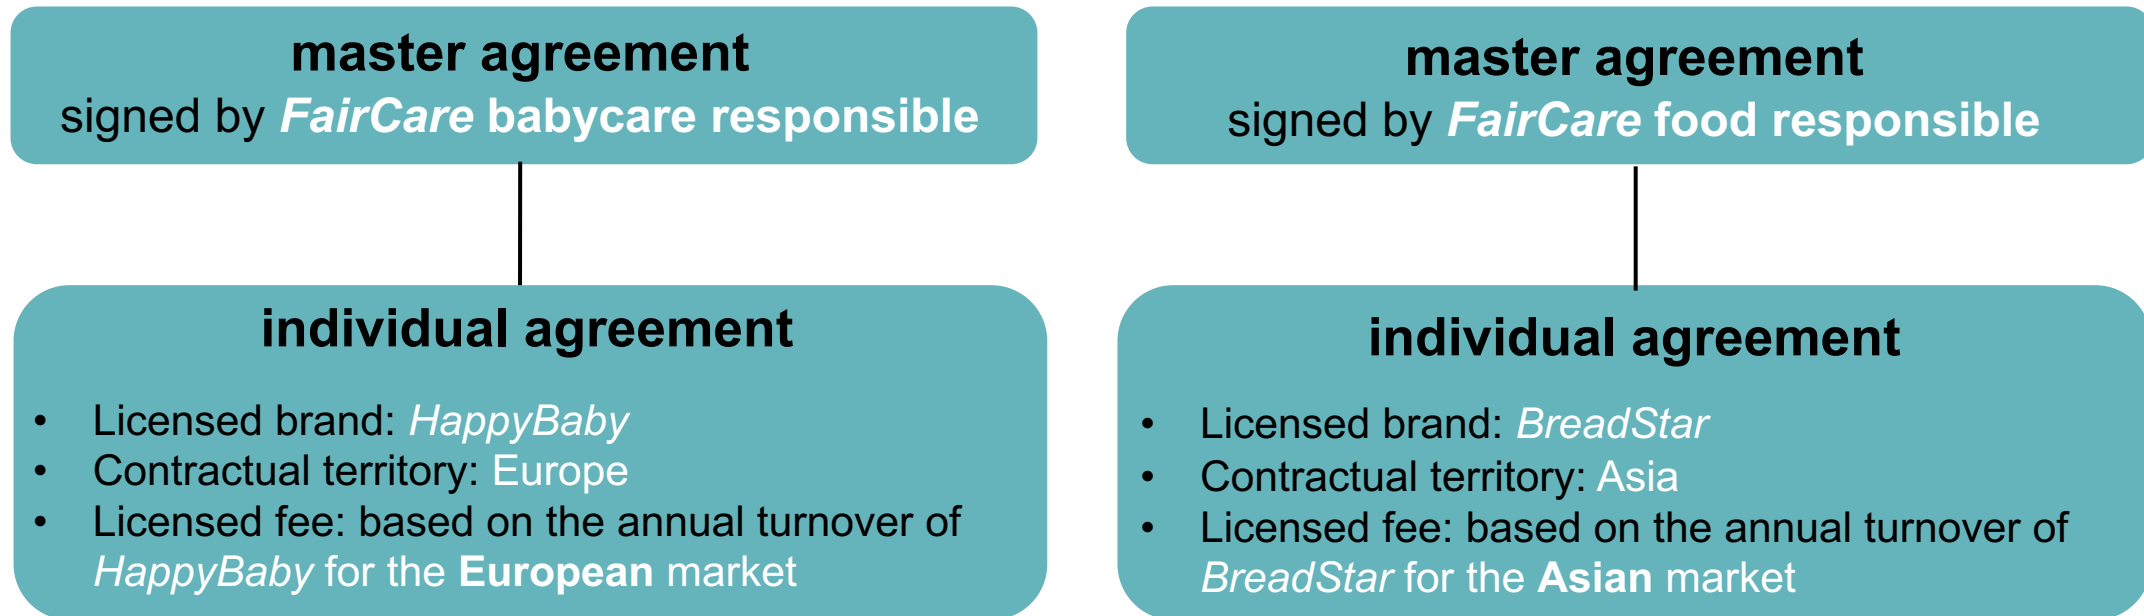 master agreement
signed by FairCare babycare responsible
individual agreement
• Licensed brand: HappyBaby
• Contractual territory: Europe
• Licensed fee: based on the annual turnover of
HappyBaby for the European market
master agreement
signed by FairCare food responsible
individual agreement
• Licensed brand: BreadStar
• Contractual territory: Asia
• Licensed fee: based on the annual turnover of
BreadStar for the Asian market